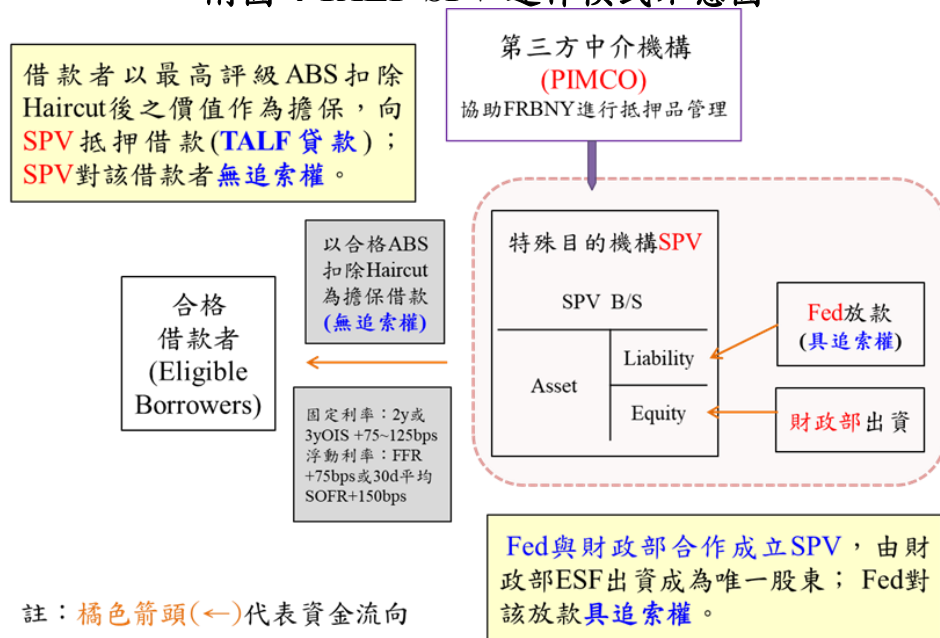 借款者以最高評級ABS扣除
Haircut後之價值作為擔保，向
SPV抵押借款(TALF 貸款)；
SPV對該借款者無追索權。
第三方中介機構
(PIMCO)
協助FRBNY進行抵押品管理
以合格ABS
扣除Haircut
為擔保借款
(無追索權)
合格
借款者
(Eligible
Borrowers)
固定利率：2y或
3yOIS +75~125bps
浮動利率：FFR
+75bps或30d平均
SOFR+150bps
特殊目的機構SPV
SPV B/S
Asset
Liability
Equity
Fed放款
(具追索權)
財政部出資
Fed與財政部合作成立SPV，由財
政部ESF出資成為唯一股東；Fed對
該放款具追索權。
註：橘色箭頭(←)代表資金流向